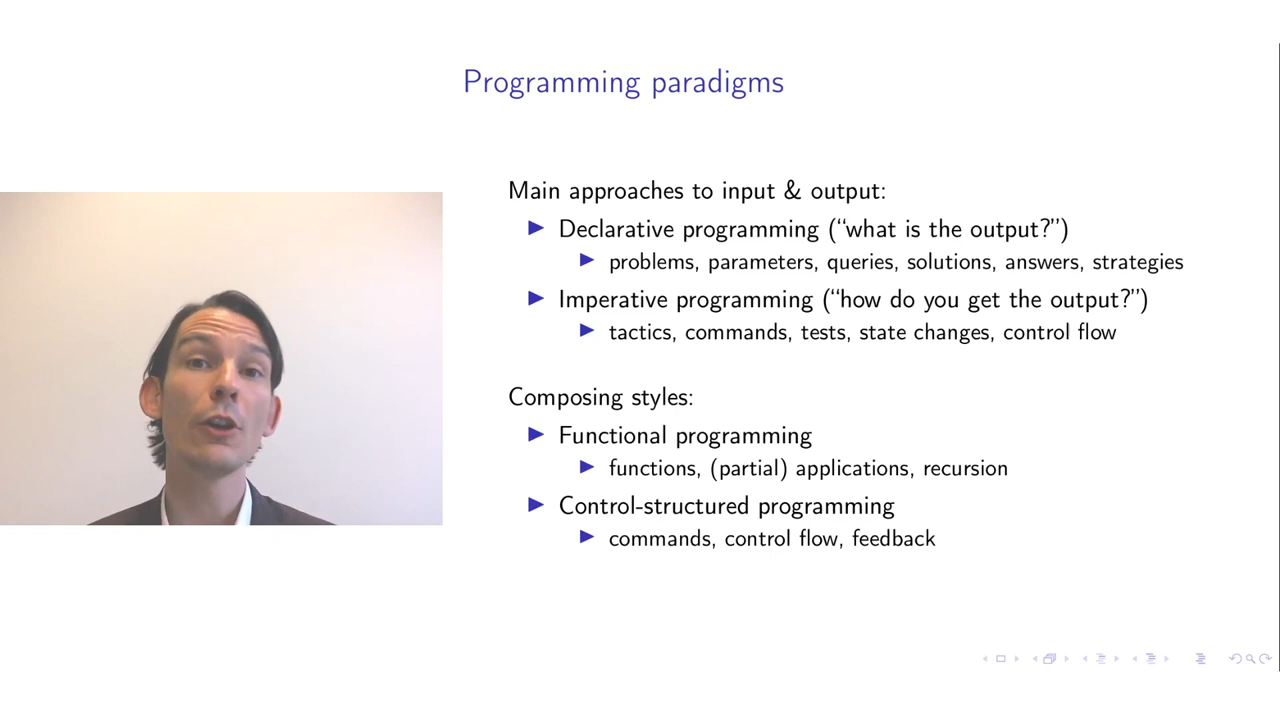 Programming paradigms
Main approaches to input & output:
Declarative programming (“what is the output?”)
problems, parameters, queries, solutions, answers, strategies
Imperative programming (“how do you get the output?”)
tactics, commands, tests, state changes, control flow
Composing styles:
Functional programming
functions, (partial) applications, recursion
Control-structured programming
commands, control flow, feedback